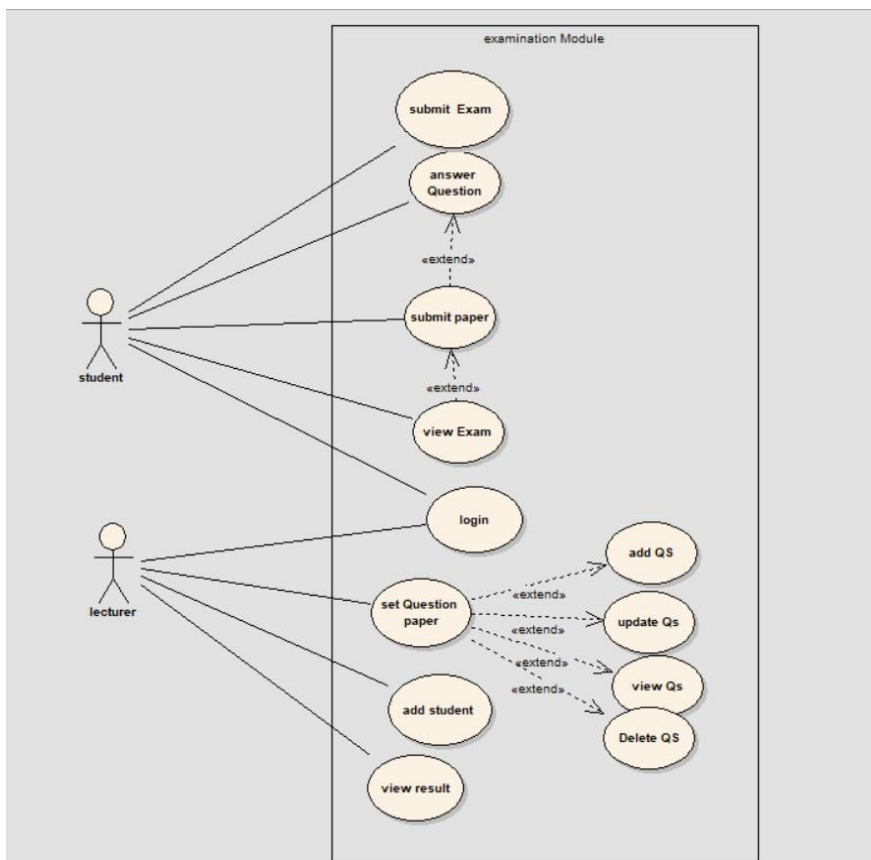 examination Module
submit Exam
answer
Question
«extend»
submit paper
student
«extend»
view Exam
login
add QS
lecturer
set Question
paper
«extend»
update Qs
«extend»
«extend»
view Qs
«extend»
add student
Delete QS
view result